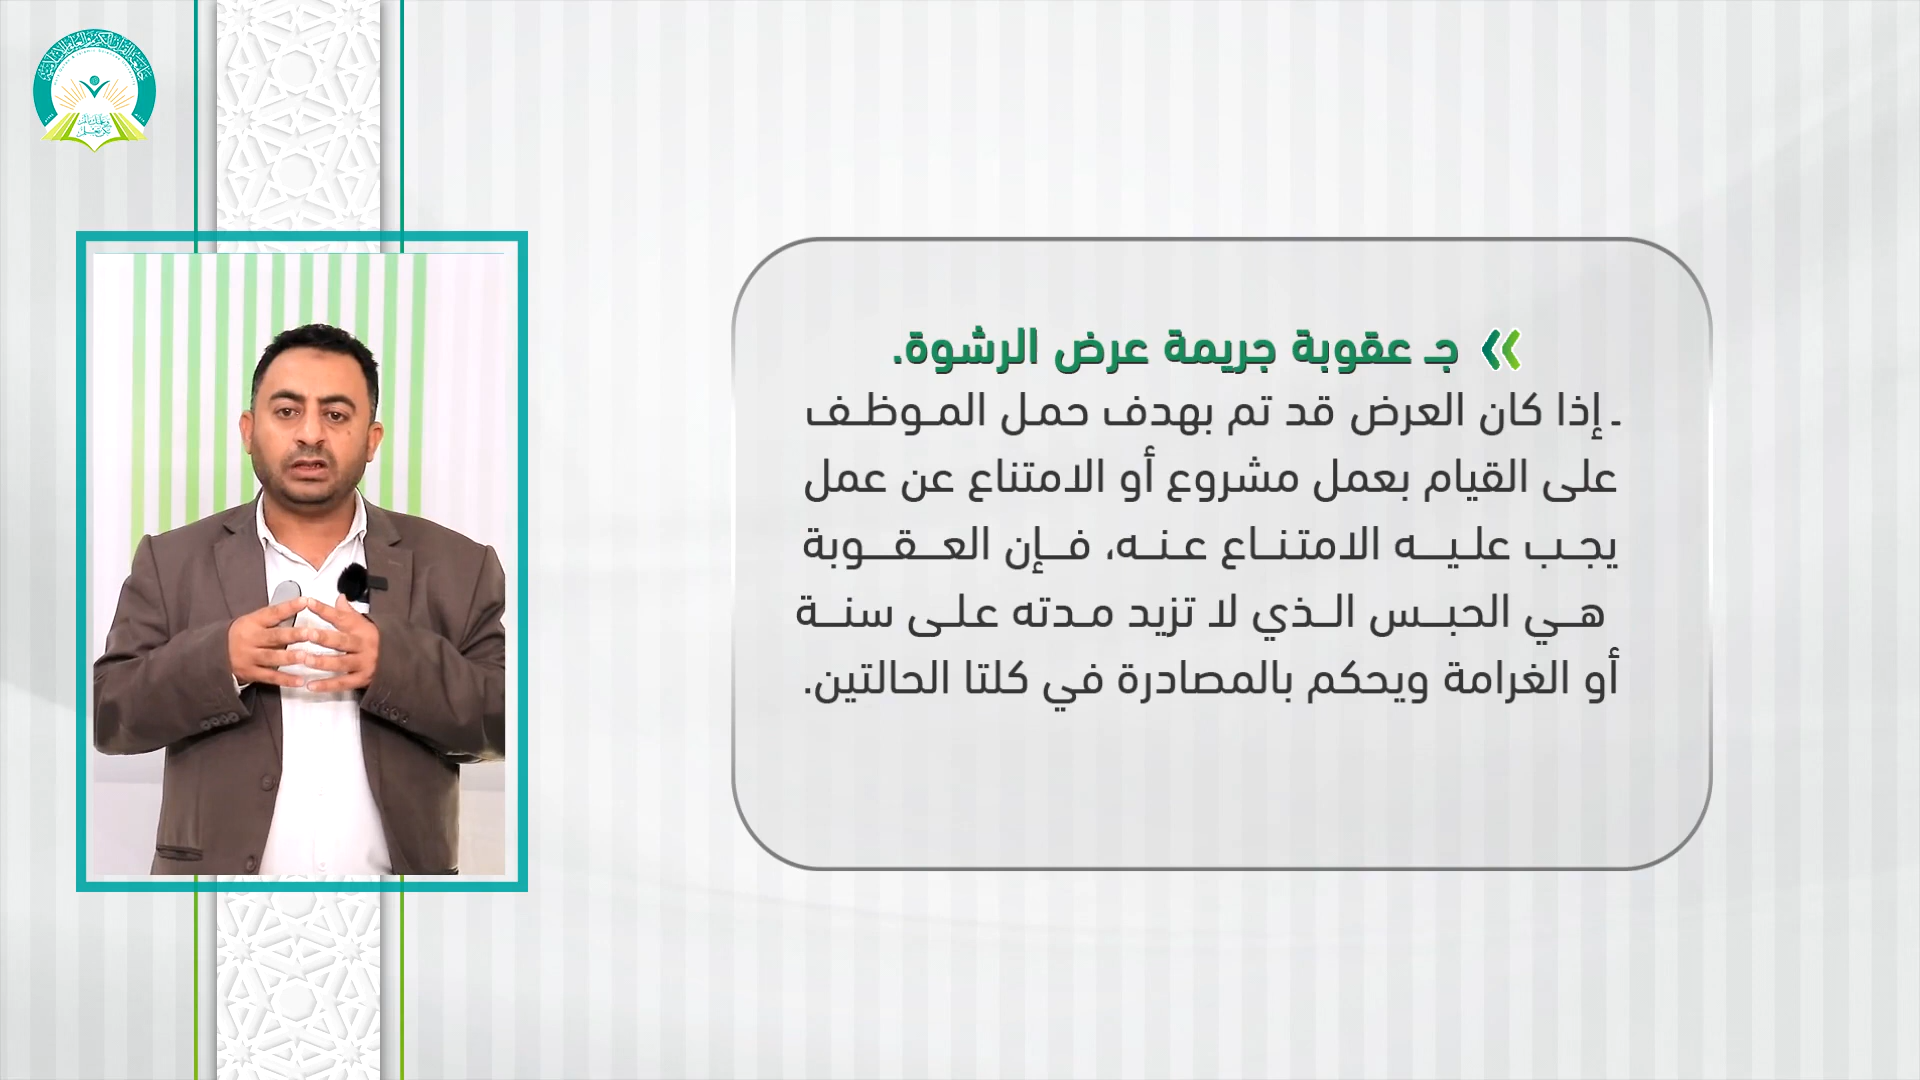 جـ عقوبة جريمة عرض الرشوة.
ـ إذا كان العرض قد تم بهدف حمل الموظف
على القيام بعمل مشروع أو الامتناع عن عمل
يجب عليه الامتناع عنه، فإن العقوبة
هي الحبس الذي لا تزيد مدته على سنة
أو الغرامة ويحكم بالمصادرة في كلتا الحالتين.